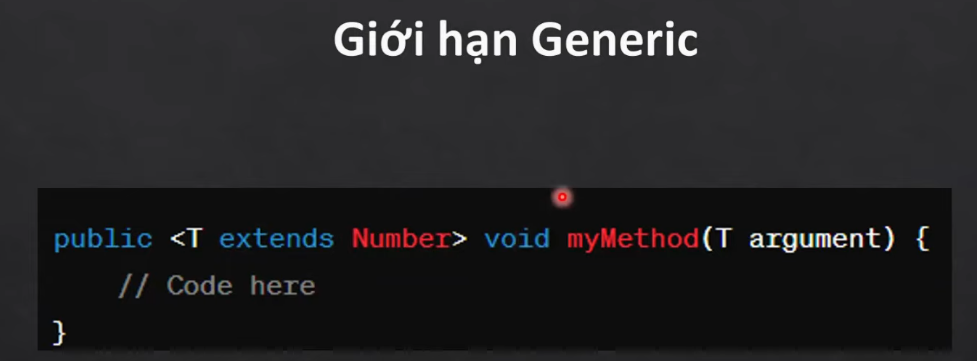 Giới hạn Generic
public <T extends Number> void myMethod(T argument) {
// Code here
}